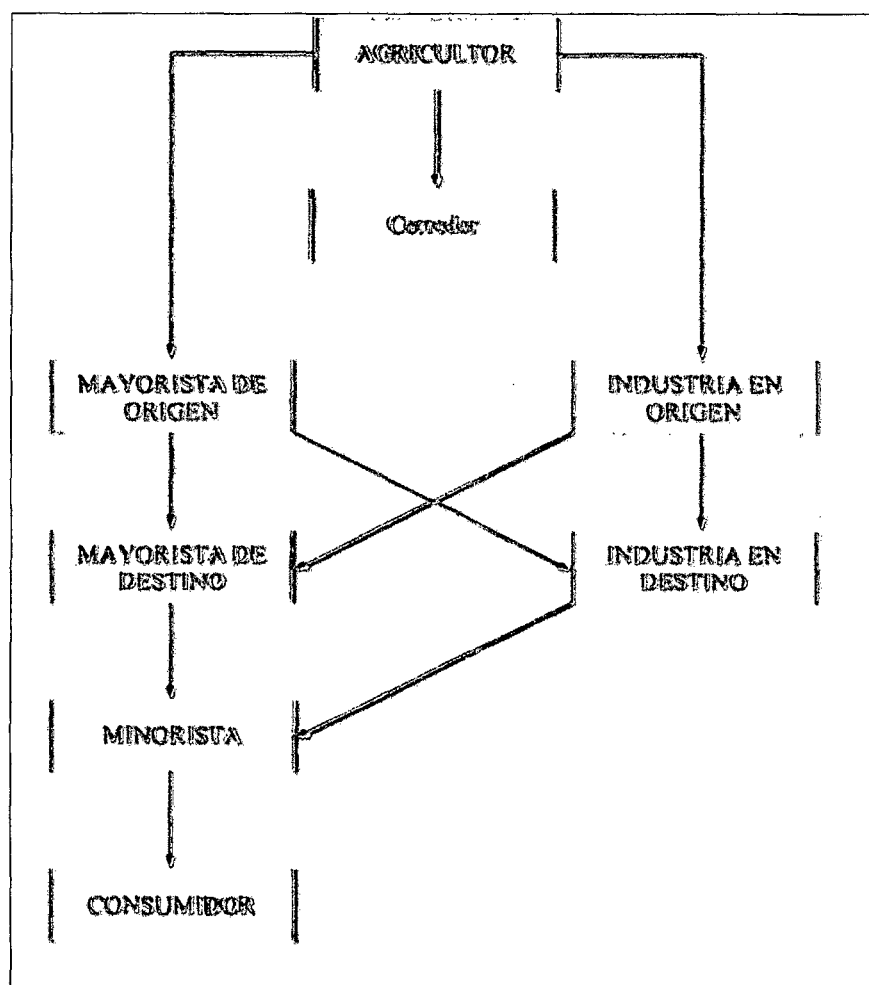 AGRICULTOR
Corredor
MAYORISTA DE
ORIGEN
INDUSTRIA EN
ORIGEN
MAYORISTA DE
DESTINO
INDUSTRIA EN
DESTINO
MINORISTA
CONSUMIDOR